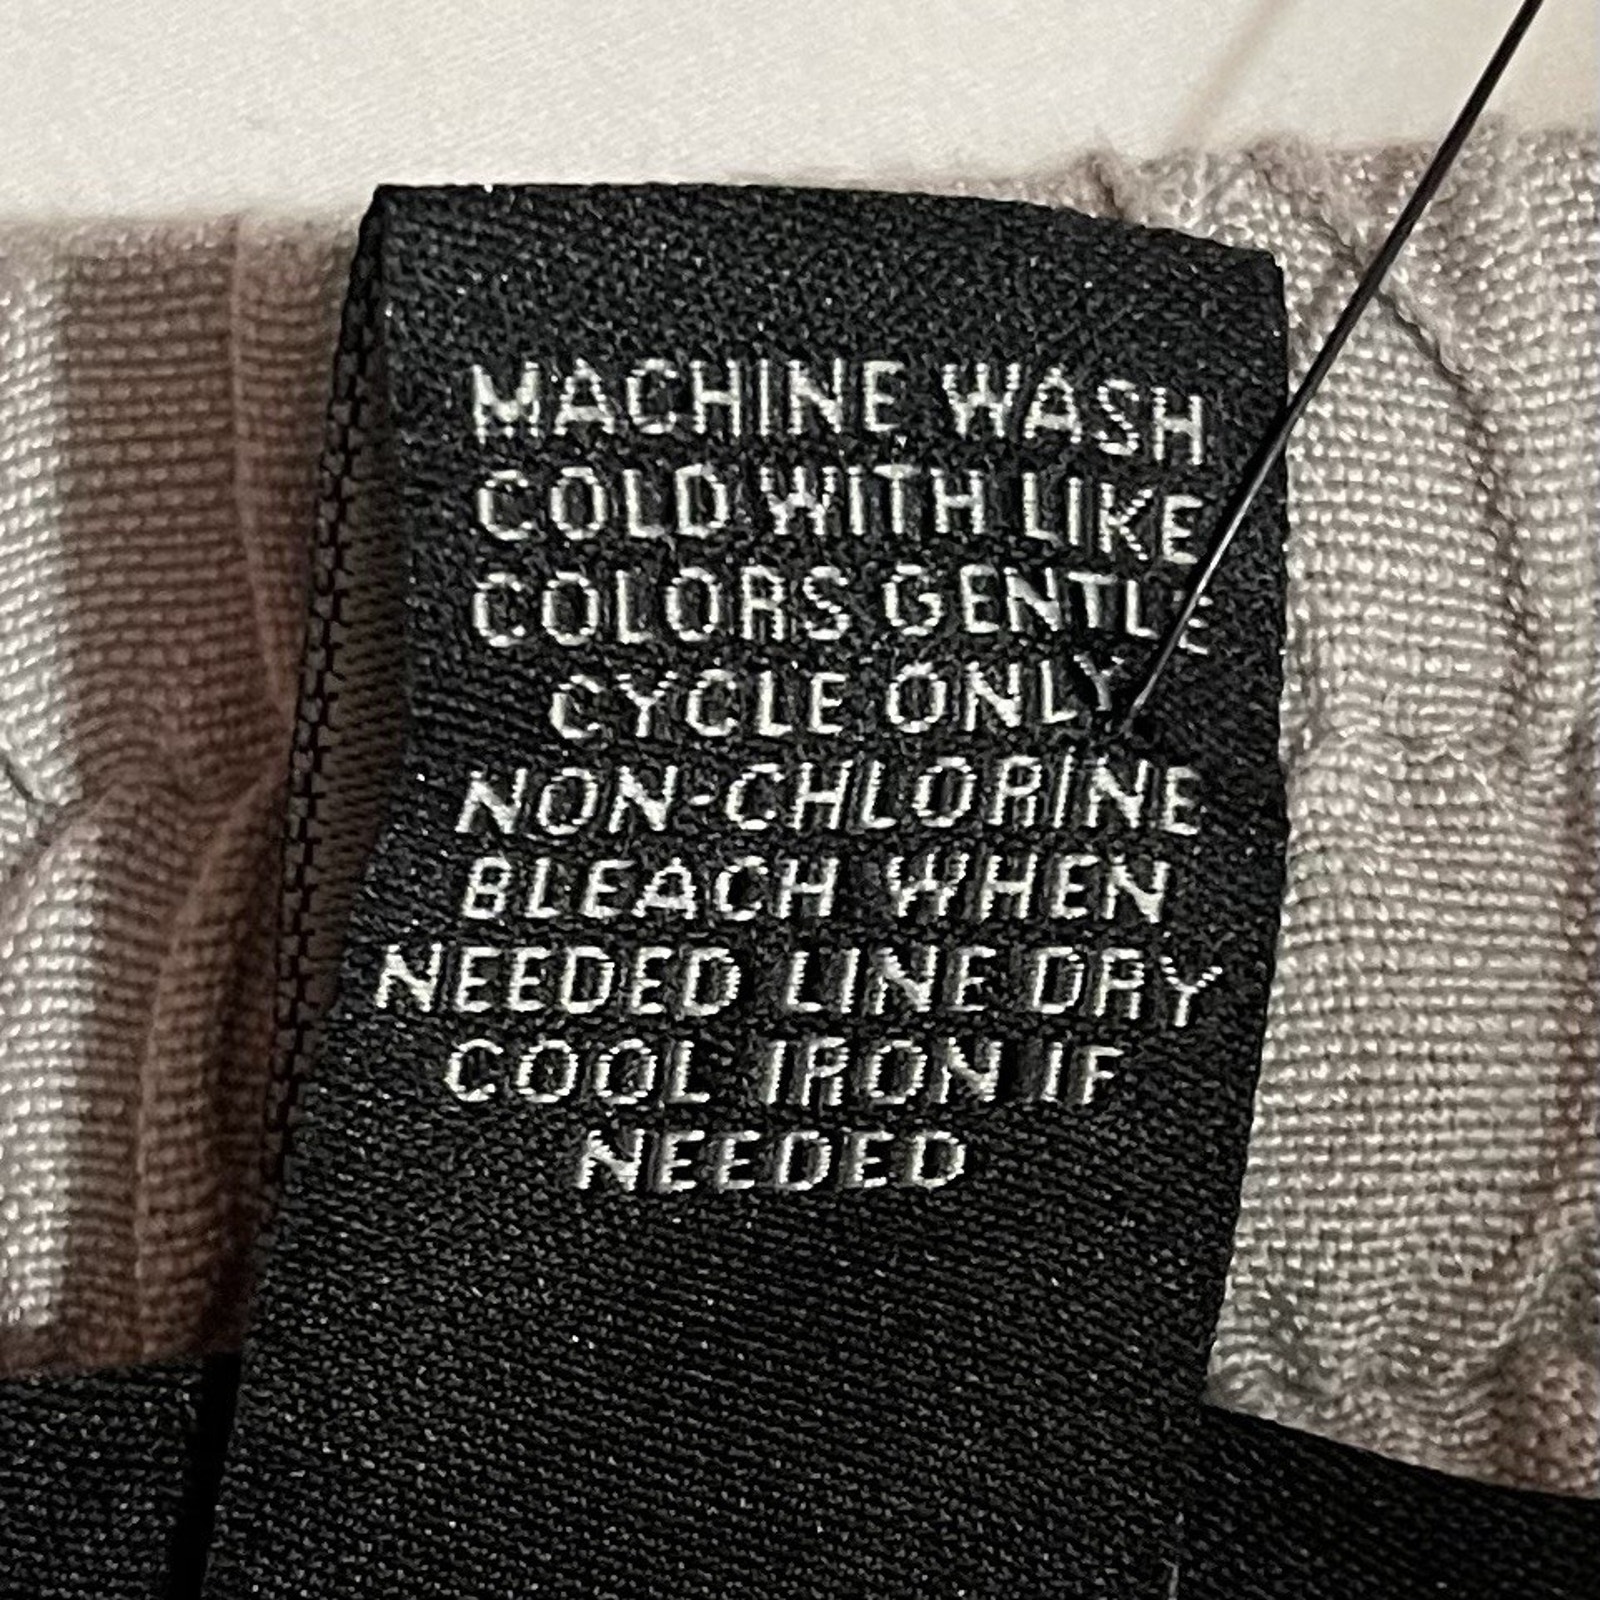 MACHINE WASH
COLD WITH LIKE
COLORS GENTLE
CYCLE ONLY
NON-CHLORINE
BLEACH WHEN
NEEDED LINE DRY
COOL IRON IF
NEEDED